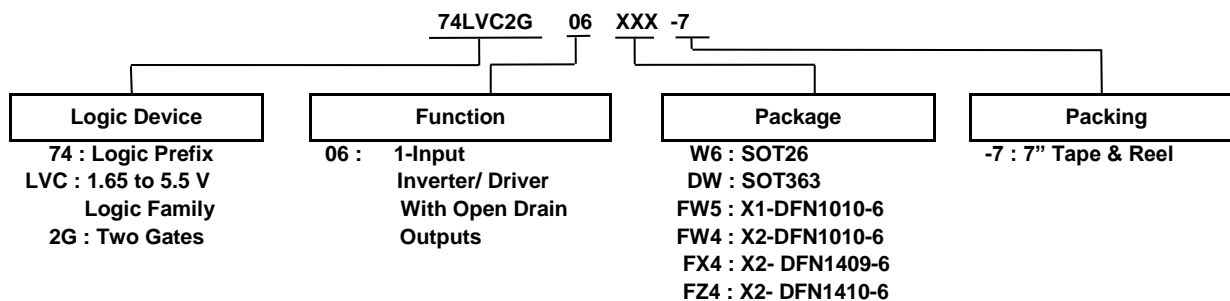 74LVC2G 06 XXX -7
Logic Device
74 : Logic Prefix
LVC : 1.65 to 5.5 V
Logic Family
2G : Two Gates
Function
06 : 1-Input
Inverter/ Driver
With Open Drain
Outputs
Package
W6 : SOT26
DW : SOT363
FW5 : X1-DFN1010-6
FW4 : X2-DFN1010-6
FX4 : X2- DFN1409-6
FZ4 : X2- DFN1410-6
Packing
-7 : 7” Tape & Reel